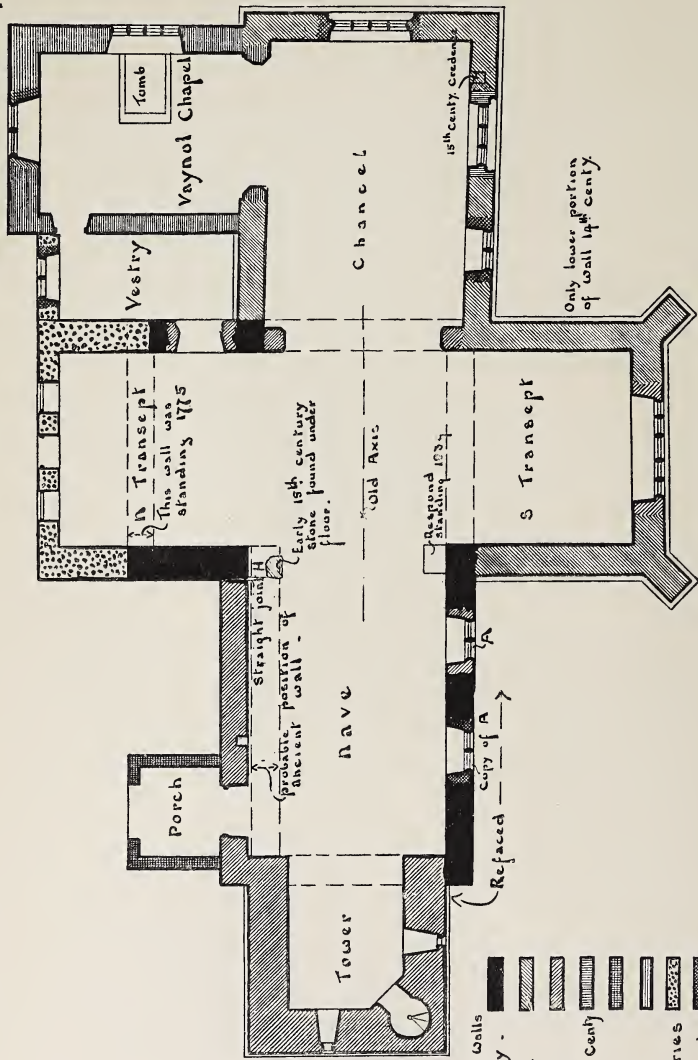 Tomb
Vaynol Chapel
15th Centy. Credence
Vestry
Chancel
Only lower portion
of wall 14th Centy.
N Transept
This wall was
standing 1775
Early 15th century
stone found under
floor.
Old Axis
Respond
standing
S Transept
Straight joint
probable position of
ancient wall -
nave
A
Copy of A
Refaced
Porch
Tower
Walls
y.
Centy
ries